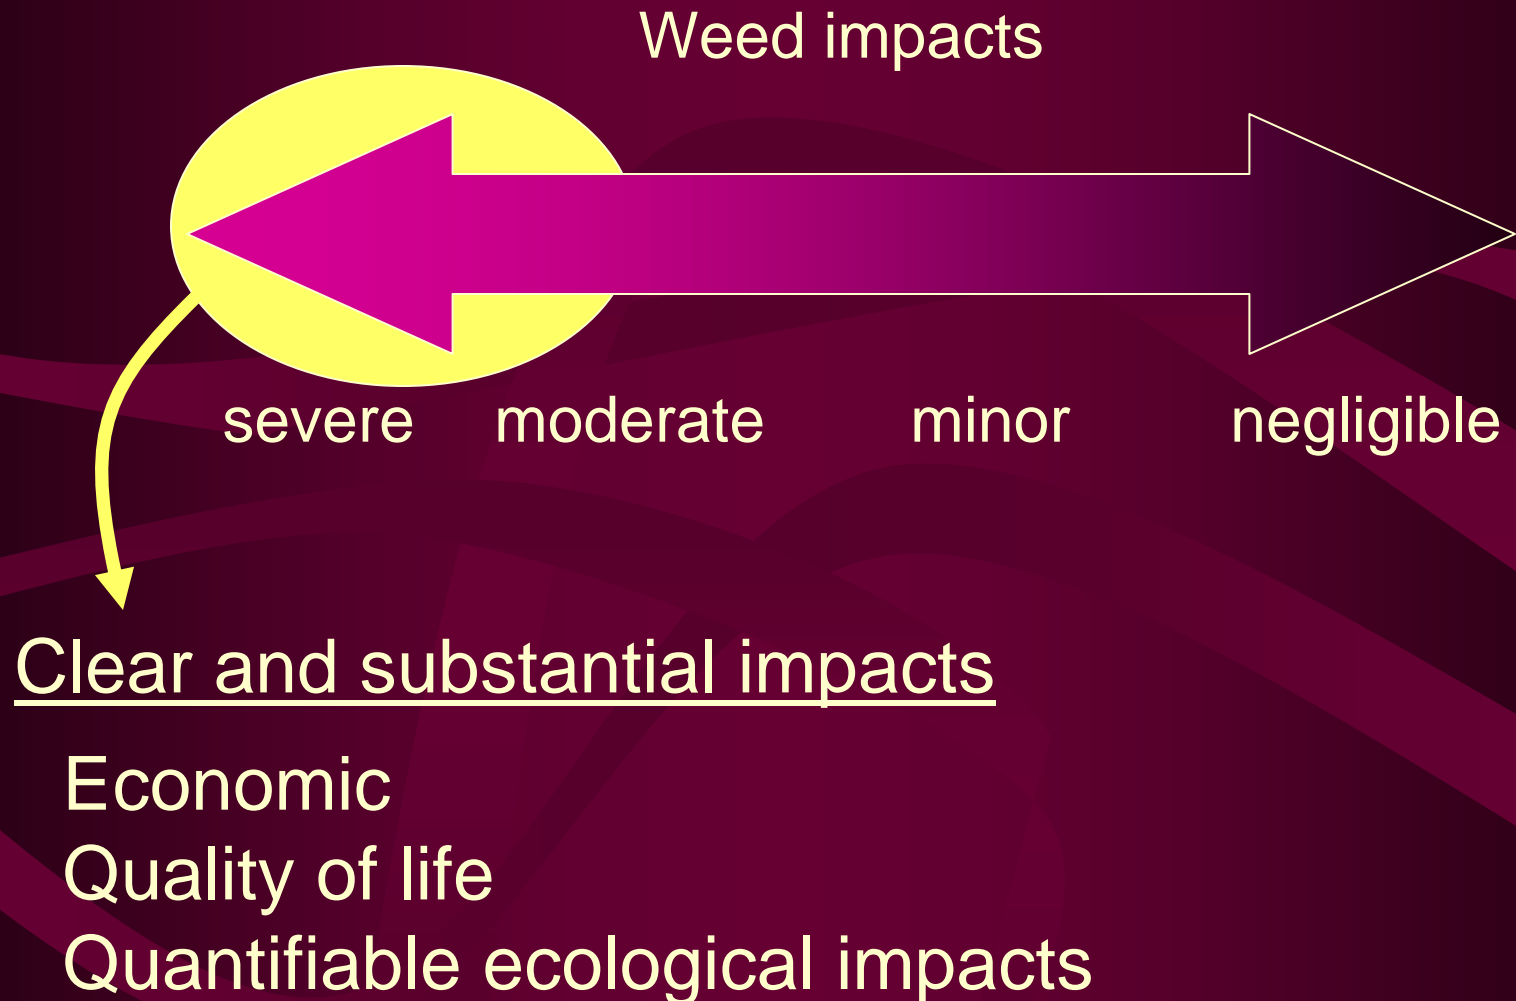 Weed impacts
severe moderate minor negligible
Clear and substantial impacts
Economic
Quality of life
Quantifiable ecological impacts